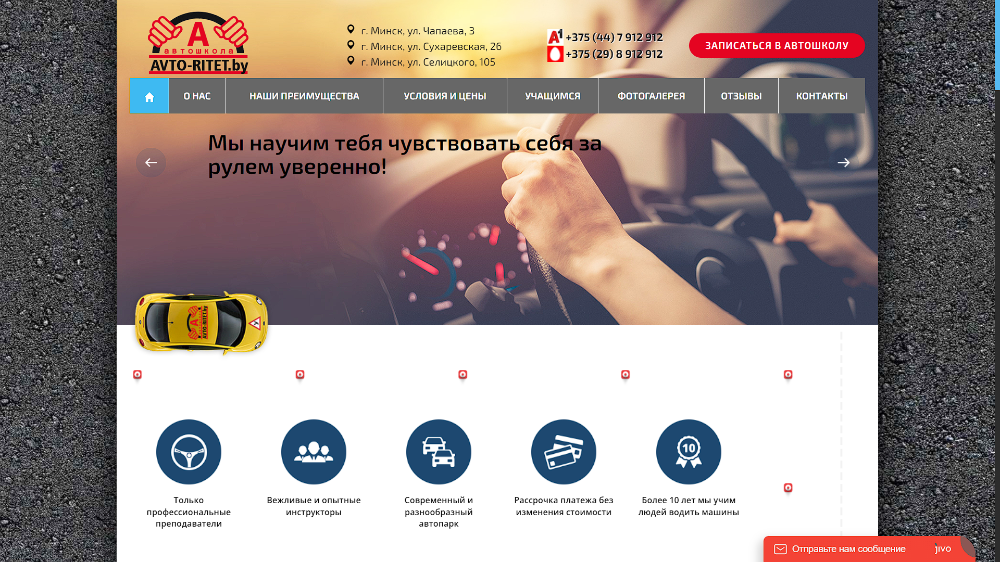 А
автошкола
AVTO-RITET.by
г. Минск, ул. Чапаева, 3
г. Минск, ул. Сухаревская, 26
г. Минск, ул. Селицкого, 105
A1 +375 (44) 7 912 912
+375 (29) 8 912 912
ЗАПИСАТЬСЯ В АВТОШКОЛУ
О НАС
НАШИ ПРЕИМУЩЕСТВА
УСЛОВИЯ И ЦЕНЫ
УЧАЩИМСЯ
ФОТОГАЛЕРЕЯ
ОТЗЫВЫ
КОНТАКТЫ
Мы научим тебя чувствовать себя за
рулем уверенно!
А
AVTO-RITET.by
У
10
Только
профессиональные
преподаватели
Вежливые и опытные
инструкторы
Современный и
разнообразный
автопарк
Рассрочка платежа без
изменения стоимости
Более 10 лет мы учим
людей водить машины
Отправьте нам сообщение
jivo